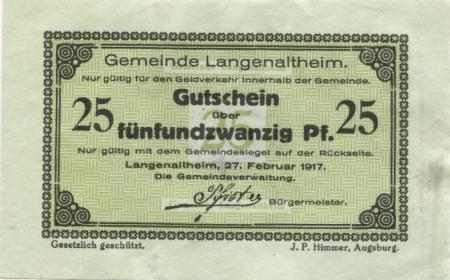 Gemeinde Langenaltheim.
Nur gültig für den Geldverkehr innerhalb der Gemeinde.
Gutschein
über
25 fünfundzwanzig Pf. 25
Nur gültig mit dem Gemeindesiegel auf der Rückseite.
Langenaltheim, 27. Februar 1917.
Die Gemeindeverwaltung.
Bürgermeister.
Gesetzlich geschützt. J. P. Himmer, Augsburg.